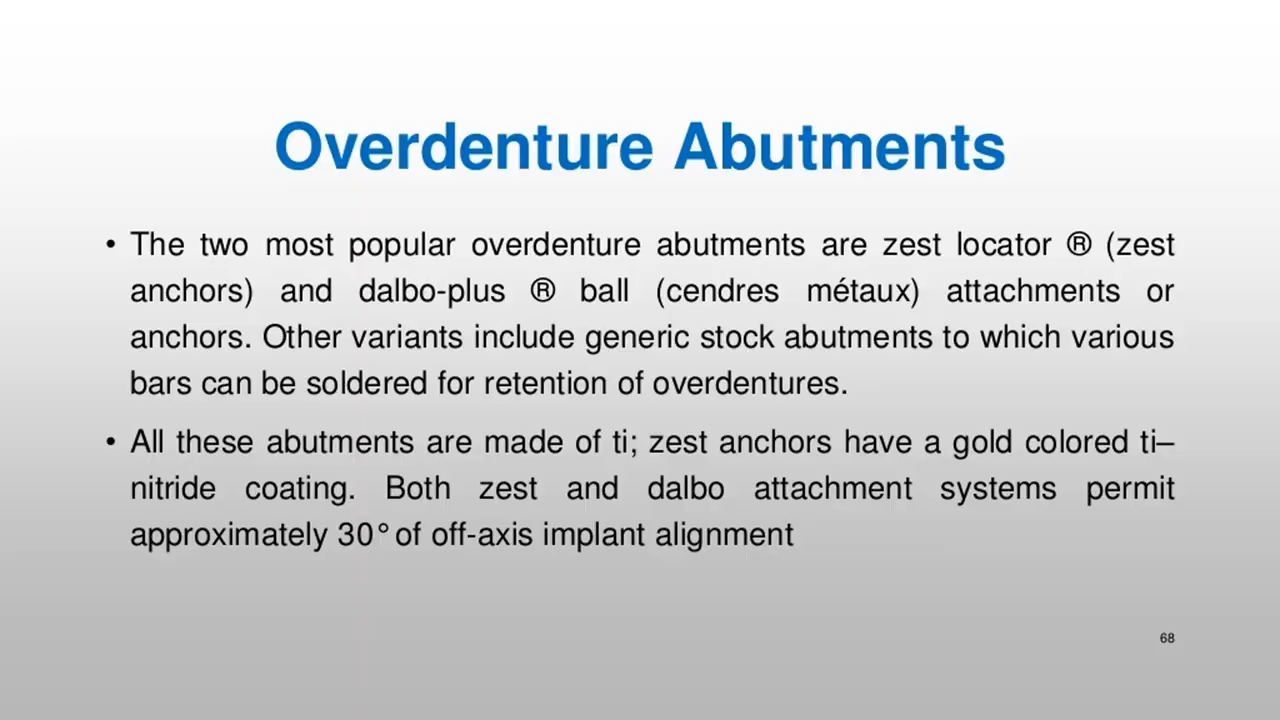 Overdenture Abutments
• The two most popular overdenture abutments are zest locator ® (zest
anchors) and dalbo-plus ® ball (cendres métaux) attachments or
anchors. Other variants include generic stock abutments to which various
bars can be soldered for retention of overdentures.
• All these abutments are made of ti; zest anchors have a gold colored ti–
nitride coating. Both zest and dalbo attachment systems permit
approximately 30° of off-axis implant alignment
68